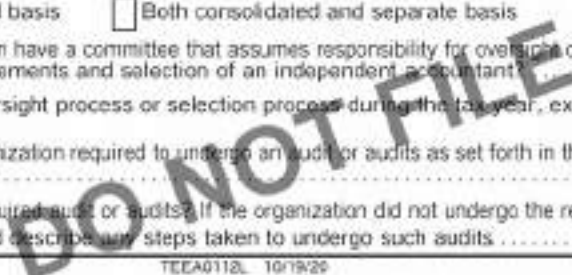 basis Both consolidated and separate basis
have a committee that assumes responsibility for oversight
ements and selection of an independent accountant?
sight process or selection process during the tax year, ex
ization required to undergo an audit or audits as set forth in th
uired audit or audits? If the organization did not undergo the re
describe any steps taken to undergo such audits ......
TEEA0112L 10/19/20
DO NOT FILE